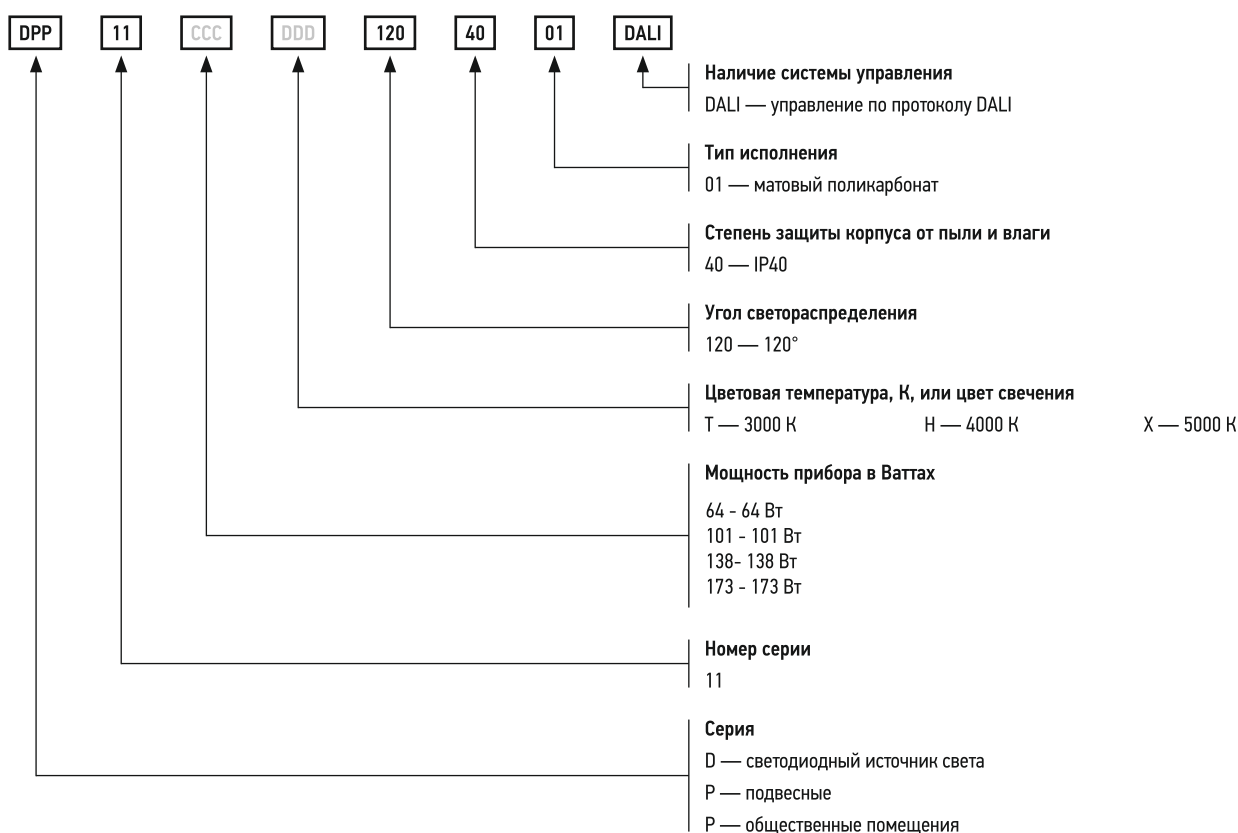 DPP 11 CCC DDD 120 40 01 DALI
Наличие системы управления
DALI — управление по протоколу DALI
Тип исполнения
01 — матовый поликарбонат
Степень защиты корпуса от пыли и влаги
40 — IP40
Угол светораспределения
120 — 120°
Цветовая температура, К, или цвет свечения
Т — 3000 К Н — 4000 К Х — 5000 К
Мощность прибора в Ваттах
64 - 64 Вт
101 - 101 Вт
138- 138 Вт
173 - 173 Вт
Номер серии
11
Серия
D — светодиодный источник света
P — подвесные
P — общественные помещения